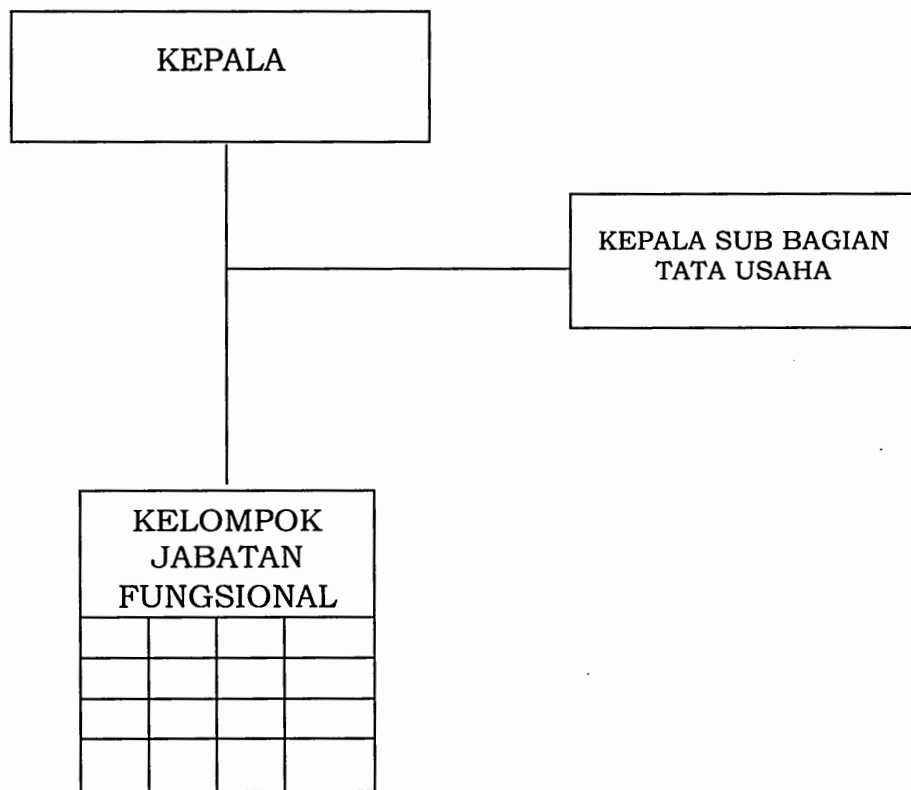 KEPALA
KEPALA SUB BAGIAN
TATA USAHA
KELOMPOK
JABATAN
FUNGSIONAL